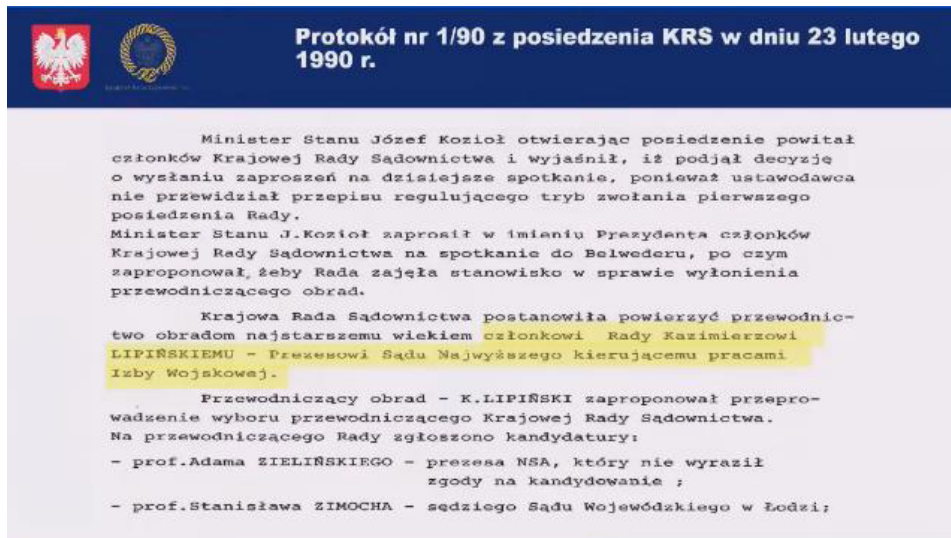 Protokół nr 1/90 z posiedzenia KRS w dniu 23 lutego
1990 r.
Minister Stanu Józef Kozioł otwierając posiedzenie powitał
członków Krajowej Rady Sądownictwa i wyjaśnił, iż podjął decyzję
o wysłaniu zaproszeń na dzisiejsze spotkanie, ponieważ ustawodawca
nie przewidział przepisu regulującego tryb zwołania pierwszego
posiedzenia Rady.
Minister Stanu J.Kozioł zaprosił w imieniu Prezydenta członków
Krajowej Rady Sądownictwa na spotkanie do Belwederu, po czym
zaproponował, żeby Rada zajęła stanowisko w sprawie wyłonienia
przewodniczącego obrad.
Krajowa Rada Sądownictwa postanowiła powierzyć przewodnic-
two obradom najstarszemu wiekiem członkowi Rady Kazimierzowi
LIPIŃSKIEMU - Prezesowi Sądu Najwyższego kierującemu pracami
Izby Wojskowej.
Przewodniczący obrad - K.LIPIŃSKI zaproponował przepro-
wadzenie wyboru przewodniczącego Krajowej Rady Sądownictwa.
Na przewodniczącego Rady zgłoszono kandydatury:
- prof.Adama ZIELIŃSKIEGO - prezesa NSA, który nie wyraził
zgody na kandydowanie ;
- prof.Stanisława ZIMOCHA - sędziego Sądu Wojewódzkiego w Łodzi;